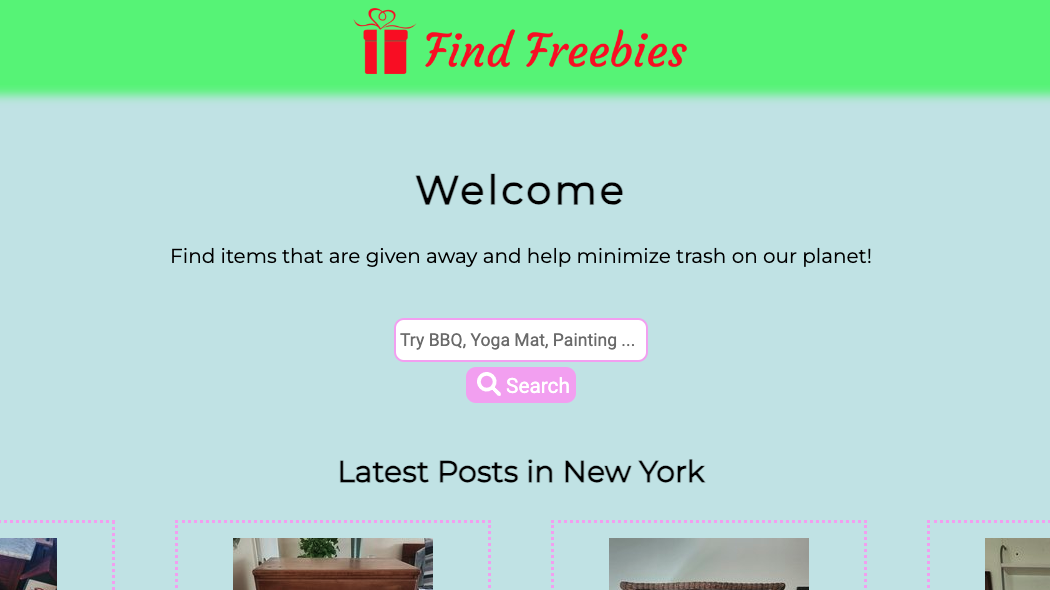 Find Freebies
Welcome
Find items that are given away and help minimize trash on our planet!
Try BBQ, Yoga Mat, Painting ...
Search
Latest Posts in New York